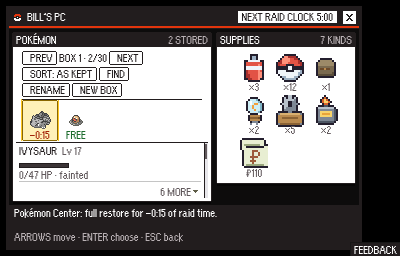 BILL'S PC
NEXT RAID CLOCK 5:00 X
POKÉMON 2 STORED
PREV BOX 1 · 2/30 NEXT
SORT: AS KEPT FIND
RENAME NEW BOX
-0:15 FREE
IVYSAUR Lv 17
0/47 HP · fainted
6 MORE
SUPPLIES 7 KINDS
×3 ×12 ×1
×2 ×5 ×2
₽110
Pokémon Center: full restore for -0:15 of raid time.
ARROWS move · ENTER choose · ESC back
FEEDBACK